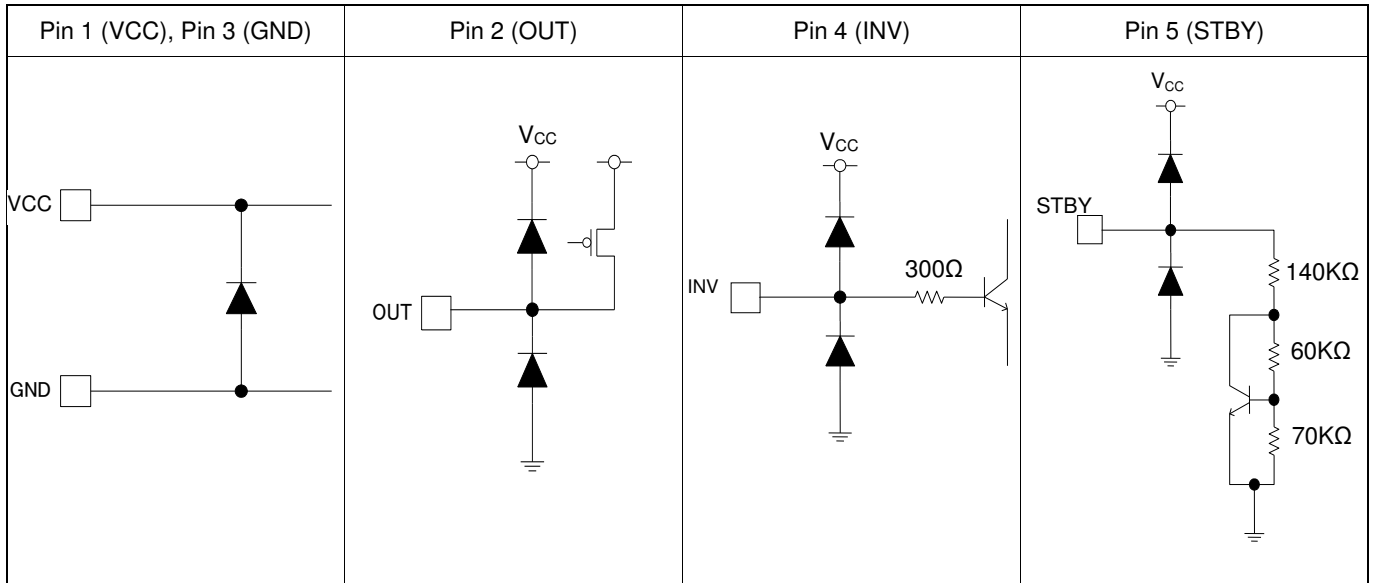 Pin 1 (VCC), Pin 3 (GND)
Pin 2 (OUT)
Pin 4 (INV)
Pin 5 (STBY)
VCC
GND
VCC
OUT
VCC
INV
300Ω
VCC
STBY
140KΩ
60KΩ
70KΩ